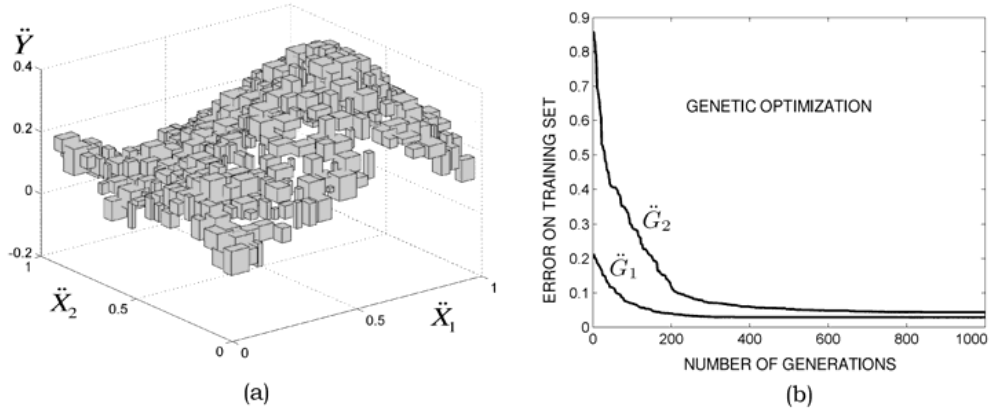 Ÿ
0.4
0.2
0
-0.2
1
0.5
0
Ẍ2
0
0.5
1
Ẍ1
(a)
ERROR ON TRAINING SET
0.9
0.8
0.7
0.6
0.5
0.4
0.3
0.2
0.1
0
GENETIC OPTIMIZATION
G̈2
G̈1
0
200
400
600
800
1000
NUMBER OF GENERATIONS
(b)